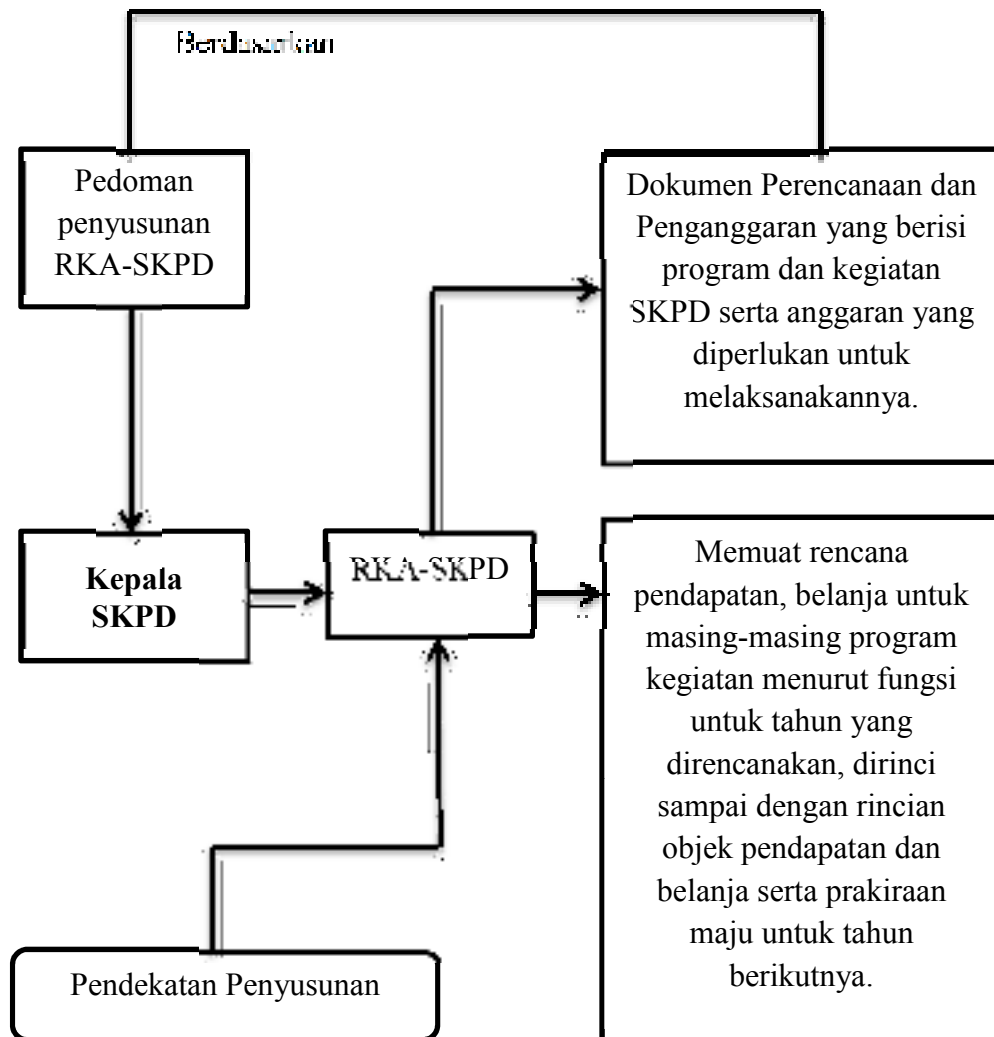 Berdasarkan
Pedoman
penyusunan
RKA-SKPD
Dokumen Perencanaan dan
Penganggaran yang berisi
program dan kegiatan
SKPD serta anggaran yang
diperlukan untuk
melaksanakannya.
Kepala
SKPD
RKA-SKPD
Memuat rencana
pendapatan, belanja untuk
masing-masing program
kegiatan menurut fungsi
untuk tahun yang
direncanakan, dirinci
sampai dengan rincian
objek pendapatan dan
belanja serta prakiraan
maju untuk tahun
berikutnya.
Pendekatan Penyusunan